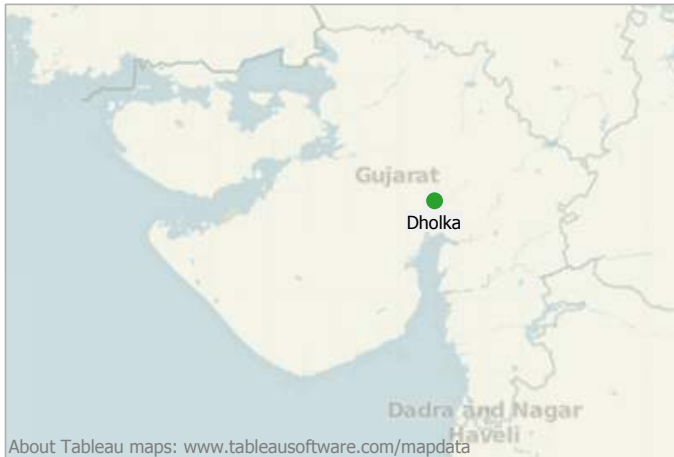 Gujarat
Dholka
Dadra and Nagar
Haveli
About Tableau maps: www.tableausoftware.com/mapdata